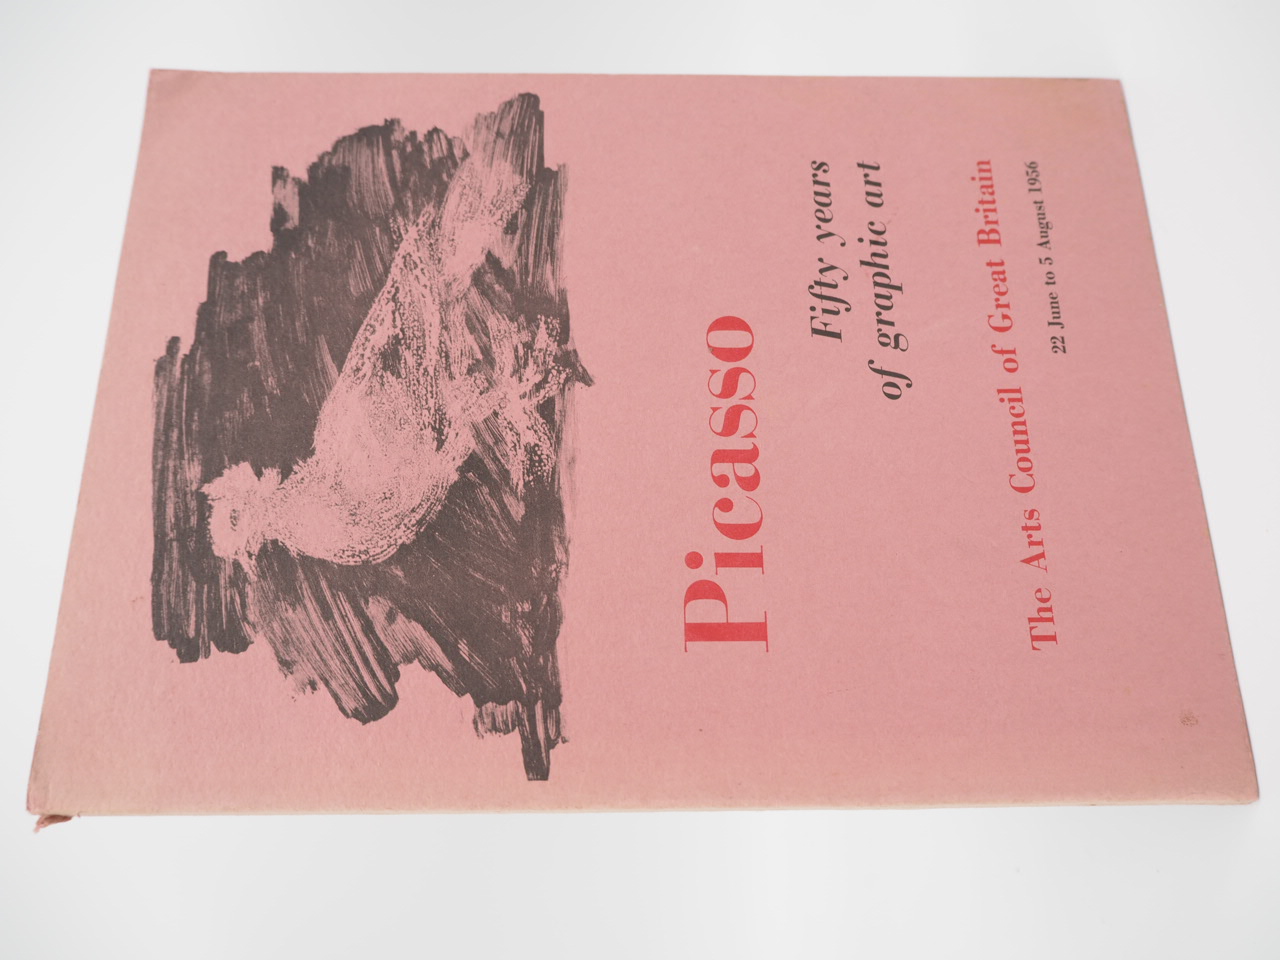 Picasso
Fifty years
of graphic art
The Arts Council of Great Britain
22 June to 5 August 1956